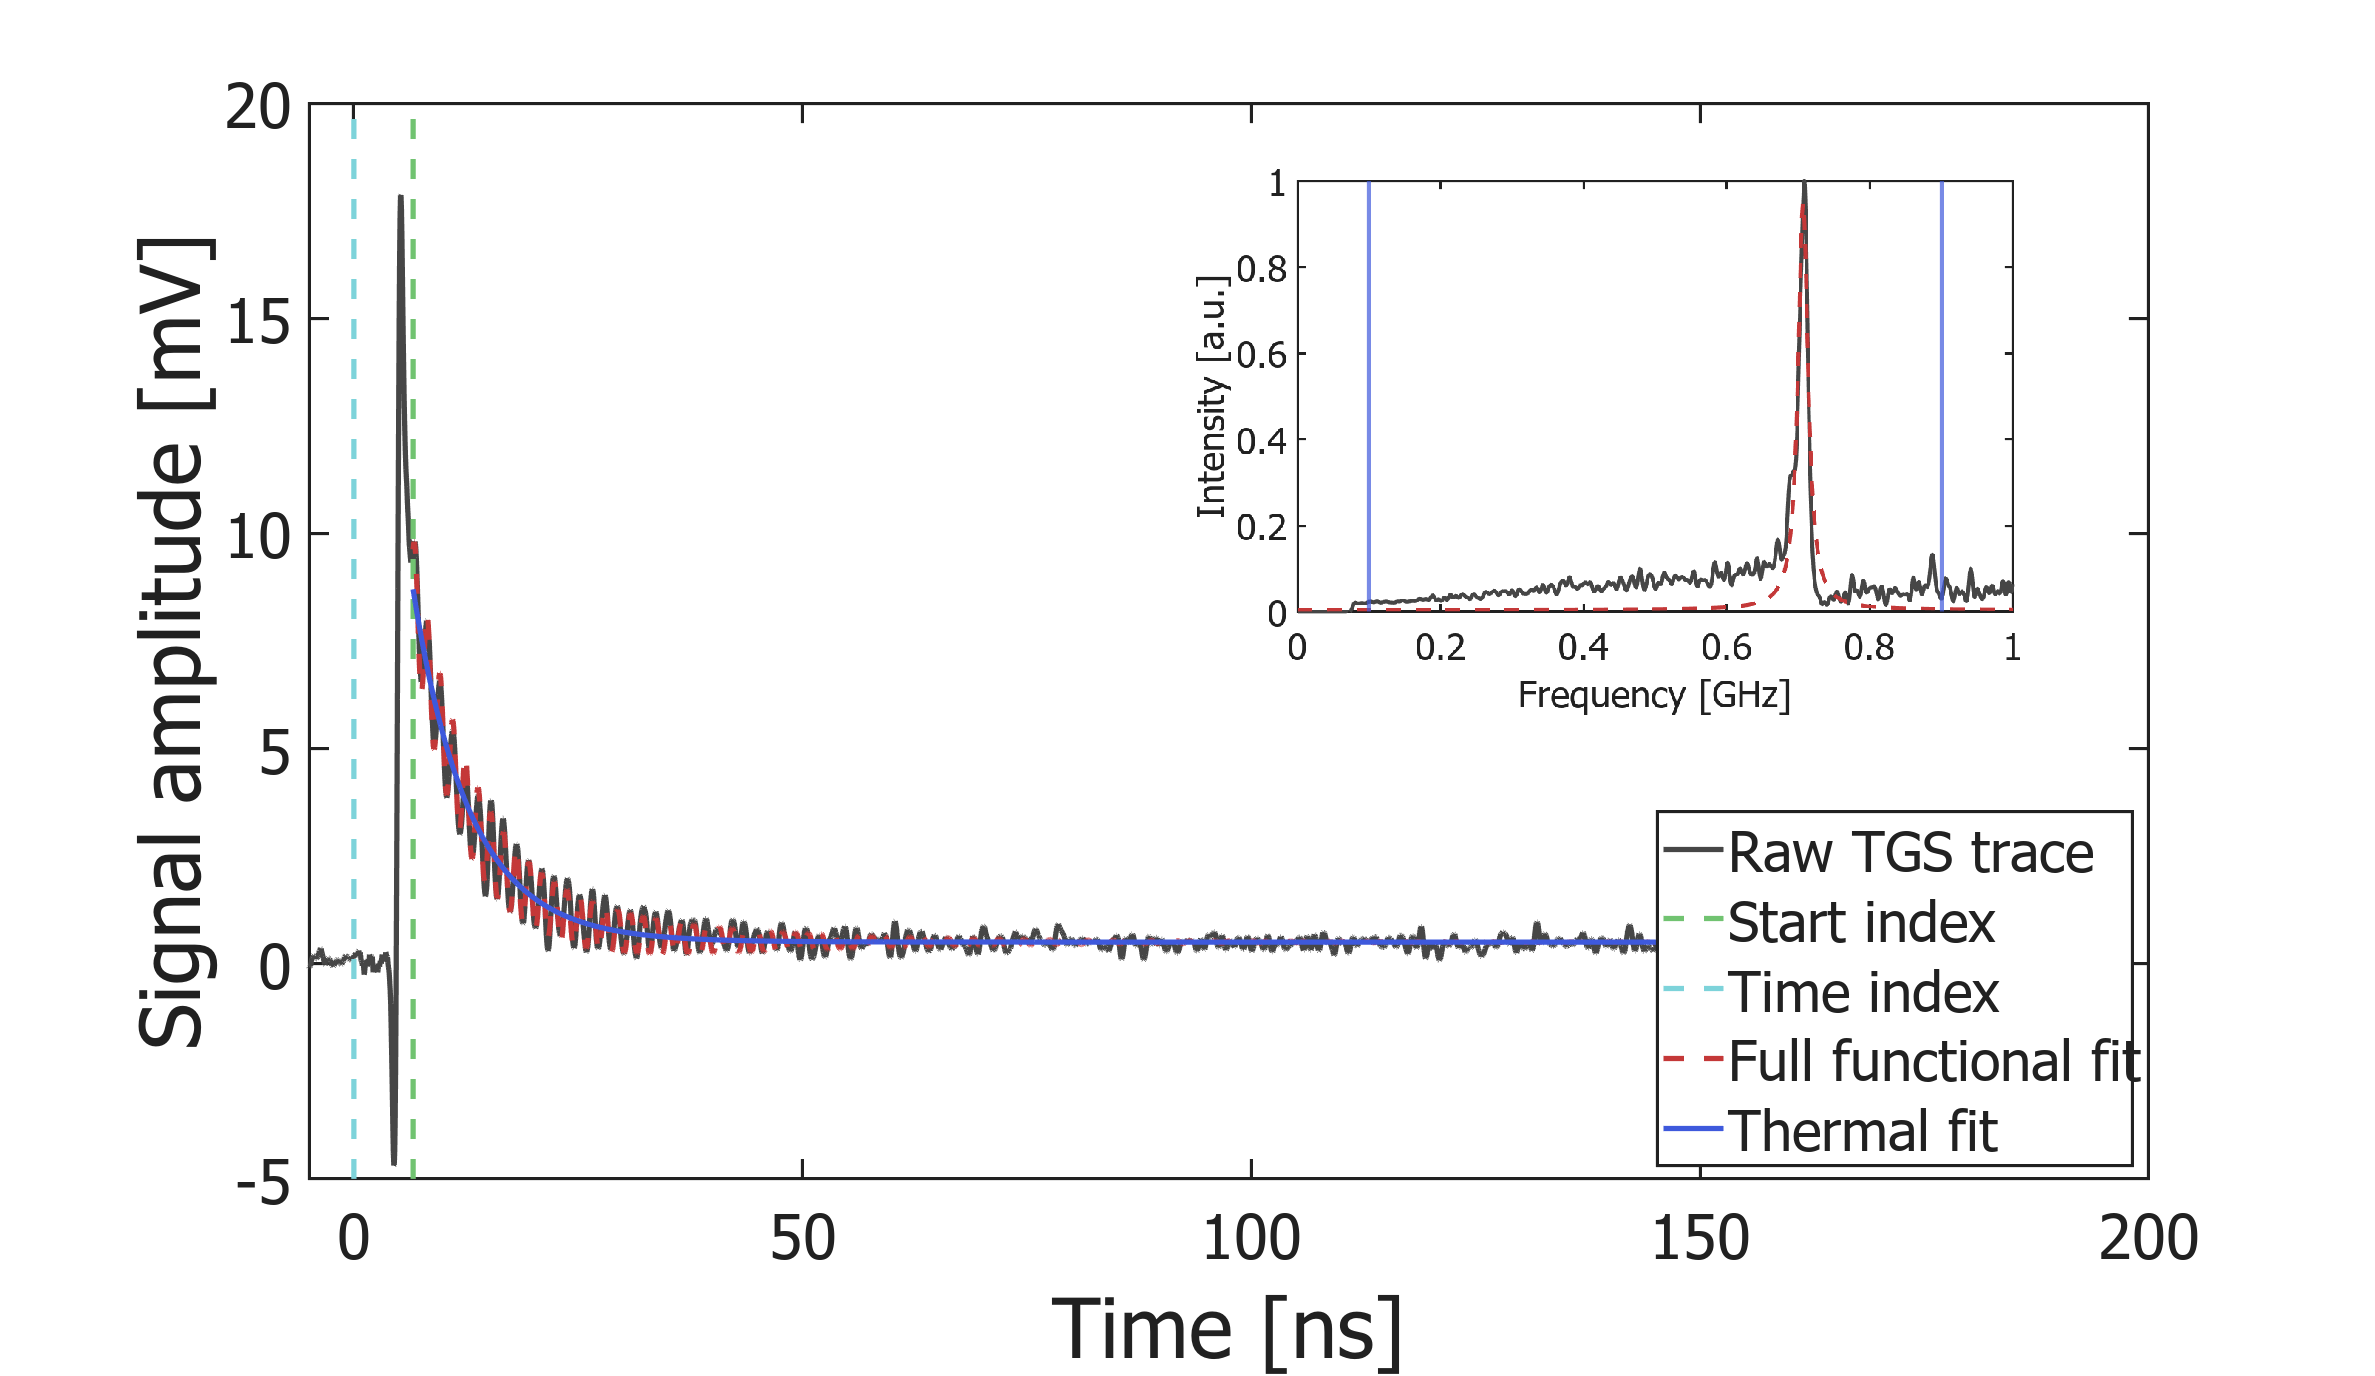 Signal amplitude [mV]
20
15
10
5
0
-5
0
50
100
150
200
Time [ns]
Intensity [a.u.]
1
0.8
0.6
0.4
0.2
0
0
0.2
0.4
0.6
0.8
1
Frequency [GHz]
Raw TGS trace
Start index
Time index
Full functional fit
Thermal fit